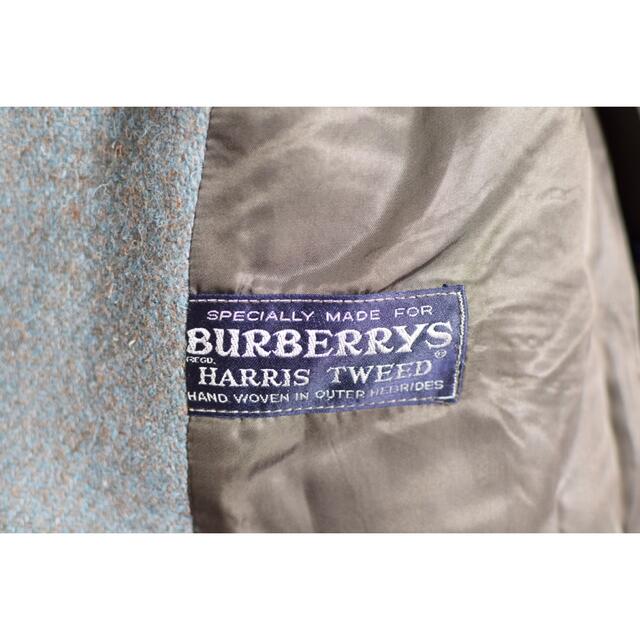 SPECIALLY MADE FOR
BURBERRYS
REGD. ®
HARRIS TWEED
HAND WOVEN IN OUTER HEBRIDES